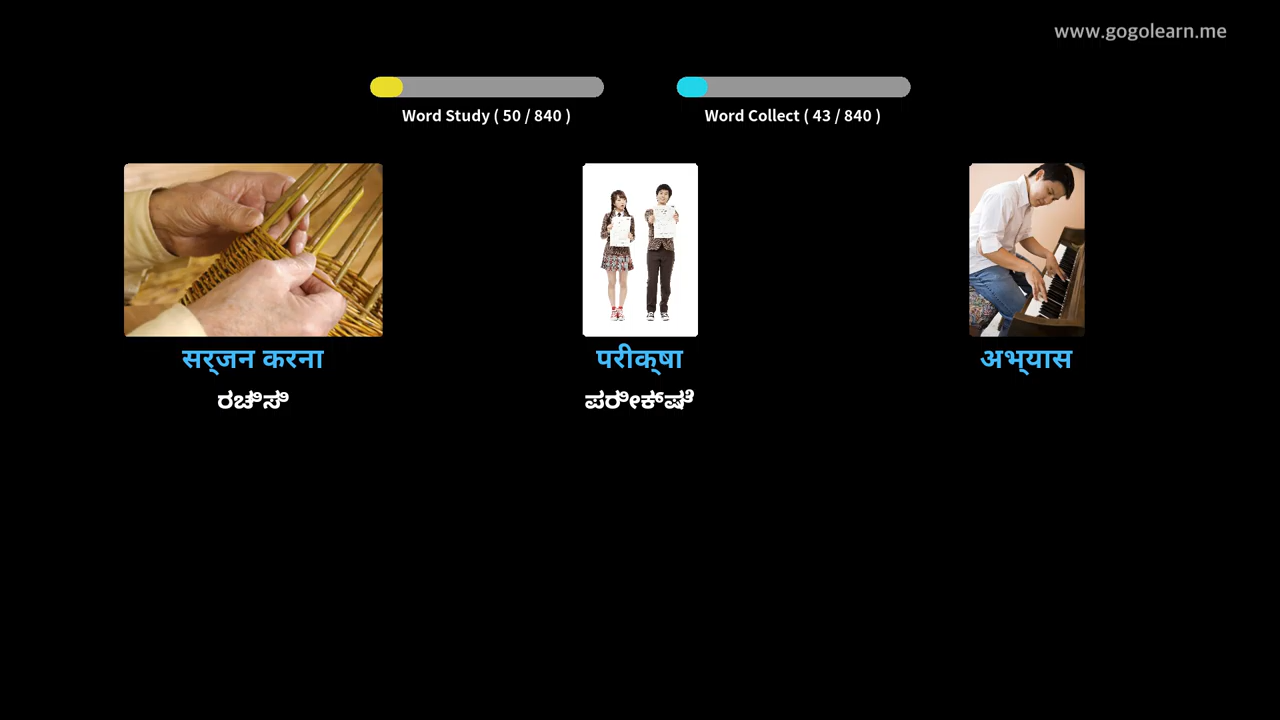 www.gogolearn.me
Word Study ( 50 / 840 ) Word Collect ( 43 / 840 )
सर्जन करना परीक्षा अभ्यास
ರಚಿಸಿ ಪರೀಕ್ಷೆ